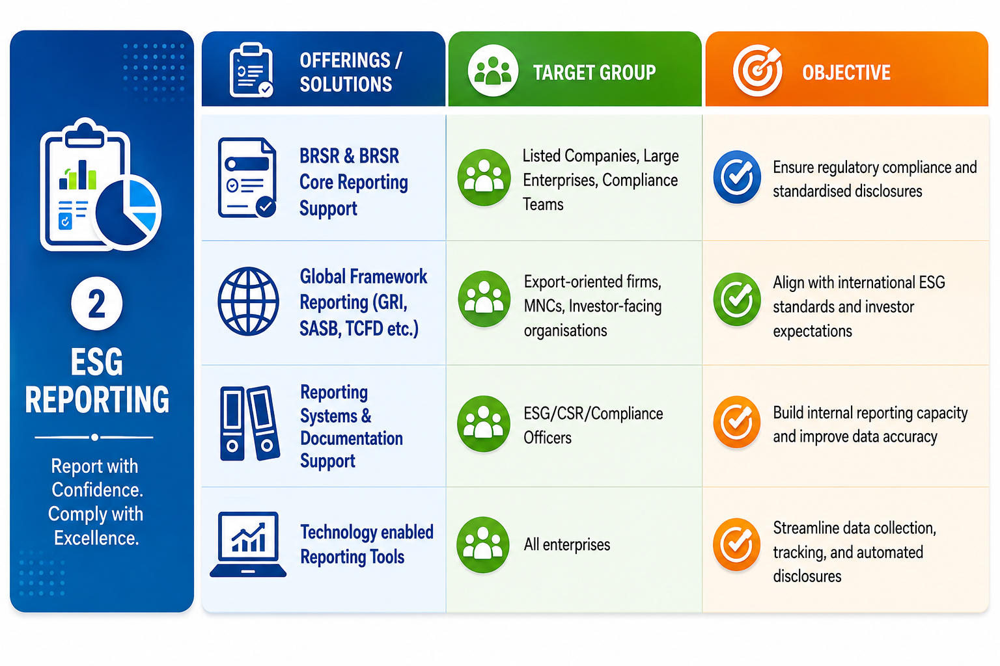 2
ESG
REPORTING
Report with
Confidence.
Comply with
Excellence.
OFFERINGS /
SOLUTIONS
TARGET GROUP
OBJECTIVE
BRSR & BRSR
Core Reporting
Support
Listed Companies, Large
Enterprises, Compliance
Teams
Ensure regulatory compliance and
standardised disclosures
Global Framework
Reporting (GRI,
SASB, TCFD etc.)
Export-oriented firms,
MNCs, Investor-facing
organisations
Align with international ESG
standards and investor
expectations
Reporting
Systems &
Documentation
Support
ESG/CSR/Compliance
Officers
Build internal reporting capacity
and improve data accuracy
Technology enabled
Reporting Tools
All enterprises
Streamline data collection,
tracking, and automated
disclosures